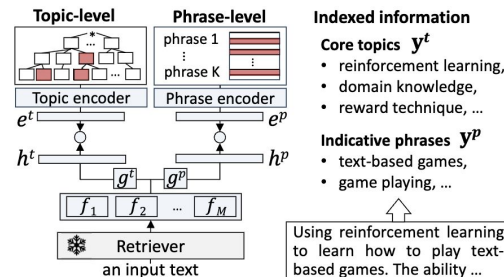 Topic-level
*
...
...
Topic encoder
e^t
h^t
g^t
Phrase-level
phrase 1
⋮
phrase K
⋮
Phrase encoder
e^p
h^p
g^p
f_1 f_2 ... f_M
Retriever
an input text
Indexed information
Core topics y^t
• reinforcement learning,
• domain knowledge,
• reward technique, ...
Indicative phrases y^p
• text-based games,
• game playing, ...
Using reinforcement learning
to learn how to play text-
based games. The ability ...